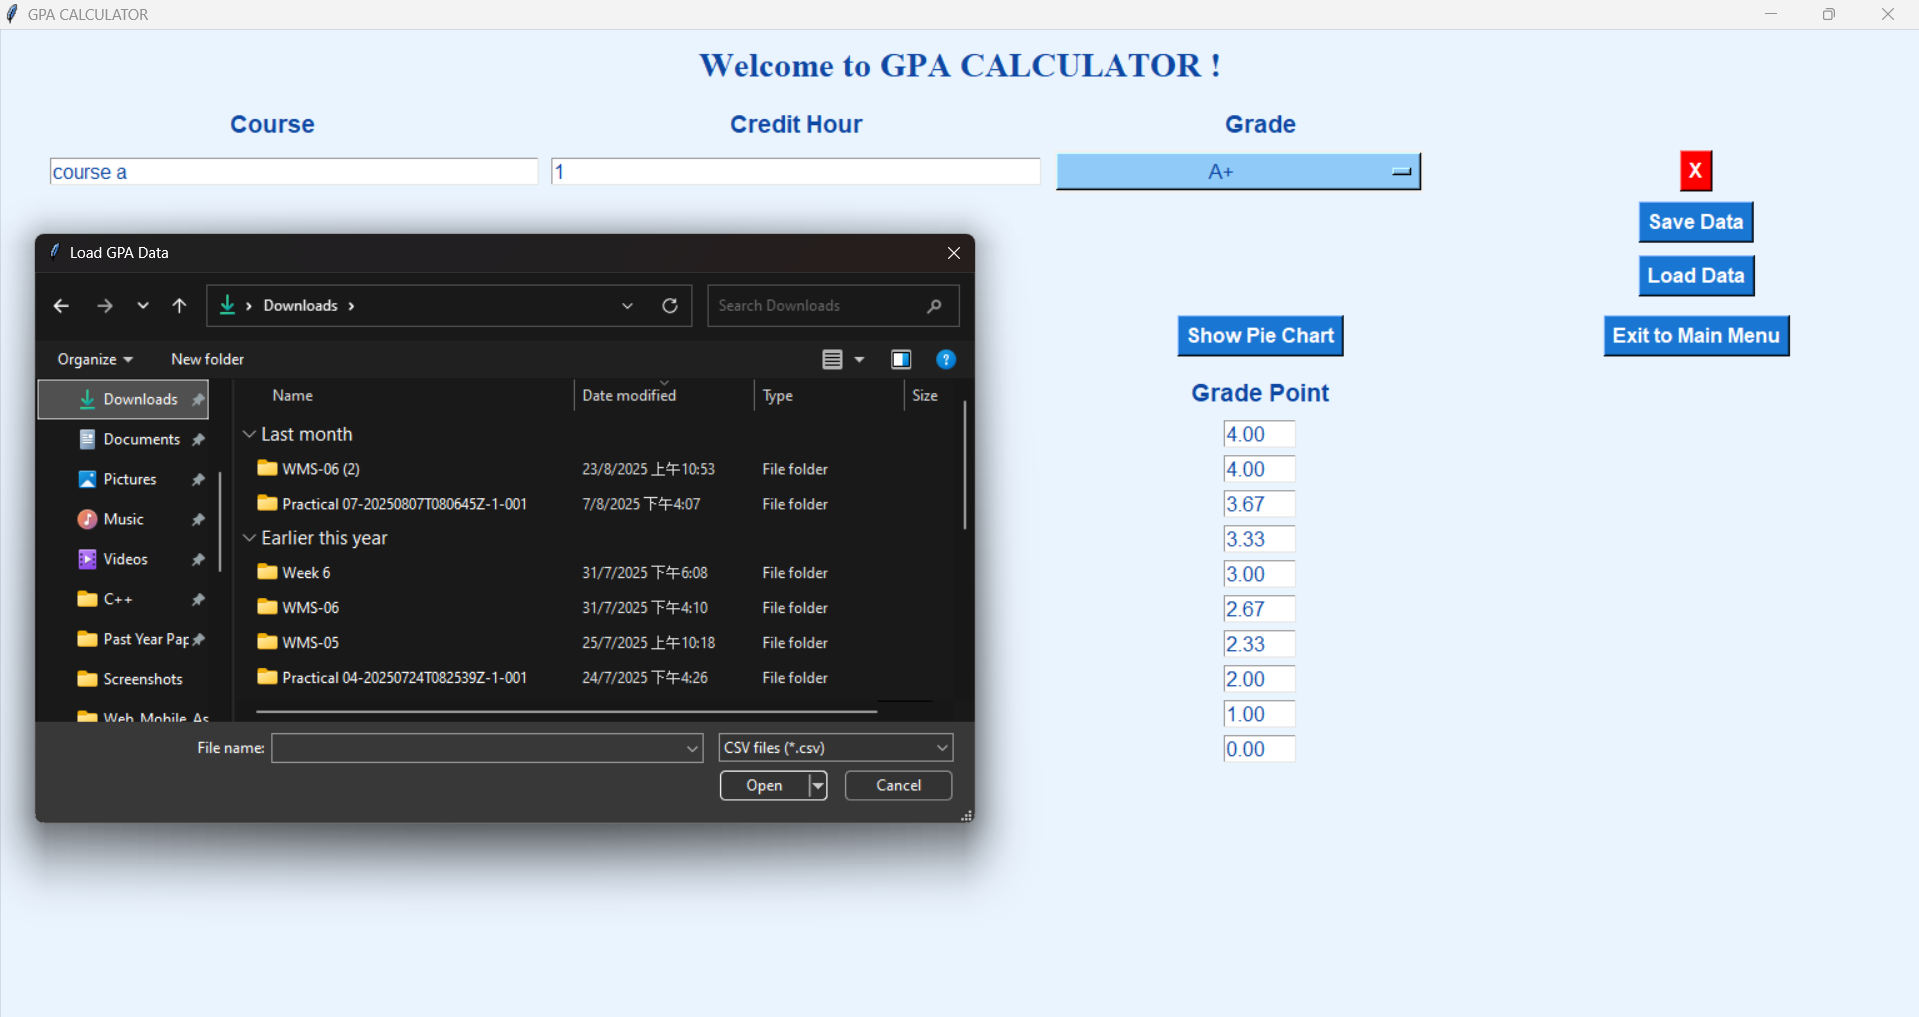 GPA CALCULATOR
Welcome to GPA CALCULATOR !
Course
Credit Hour
Grade
course a
1
A+
X
Save Data
Load Data
Show Pie Chart
Exit to Main Menu
Grade Point
4.00
4.00
3.67
3.33
3.00
2.67
2.33
2.00
1.00
0.00
Load GPA Data
Downloads
Search Downloads
Organize
New folder
?
Downloads
Documents
Pictures
Music
Videos
C++
Past Year Pap
Screenshots
Web Mobile As
Name Date modified Type Size
Last month
WMS-06 (2) 23/8/2025 上午10:53 File folder
Practical 07-20250807T080645Z-1-001 7/8/2025 下午4:07 File folder
Earlier this year
Week 6 31/7/2025 下午6:08 File folder
WMS-06 31/7/2025 下午4:10 File folder
WMS-05 25/7/2025 上午10:18 File folder
Practical 04-20250724T082539Z-1-001 24/7/2025 下午4:26 File folder
File name:
CSV files (*.csv)
Open
Cancel